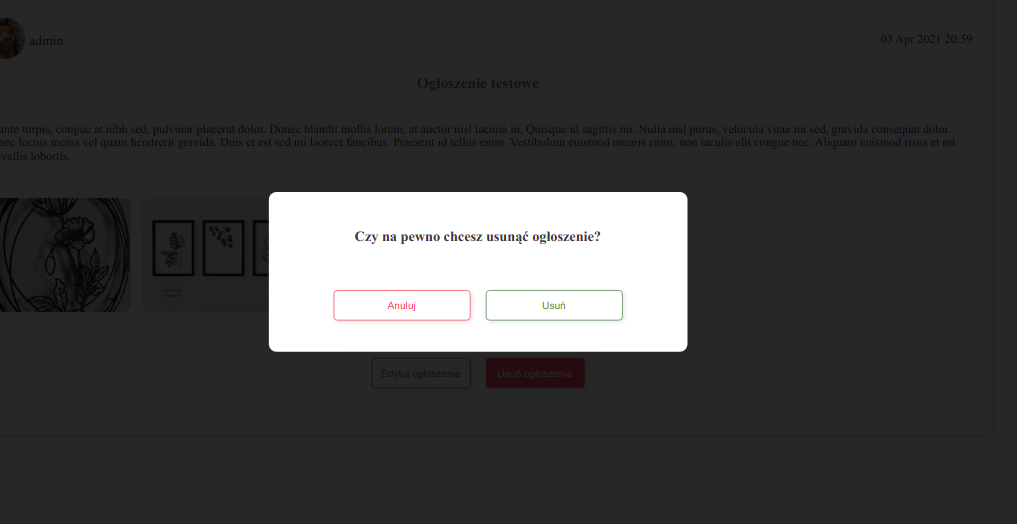 admin
03 Apr 2021 20:59
Ogłoszenie testowe
ante turpis, congue at nibh sed, pulvinar placerat dolor. Donec blandit mollis lorem, at auctor nisl lacinia in. Quisque id sagittis mi. Nulla nisl purus, vehicula vitae mi sed, gravida consequat dolor.
nec luctus metus vel quam hendrerit gravida. Duis et est sed mi laoreet faucibus. Praesent id tellus enim. Vestibulum euismod mauris enim, non iaculis elit congue nec. Aliquam euismod risus et mi
vallis lobortis.
Czy na pewno chcesz usunąć ogłoszenie?
Anuluj
Usuń
Edytuj ogłoszenie
Usuń ogłoszenie